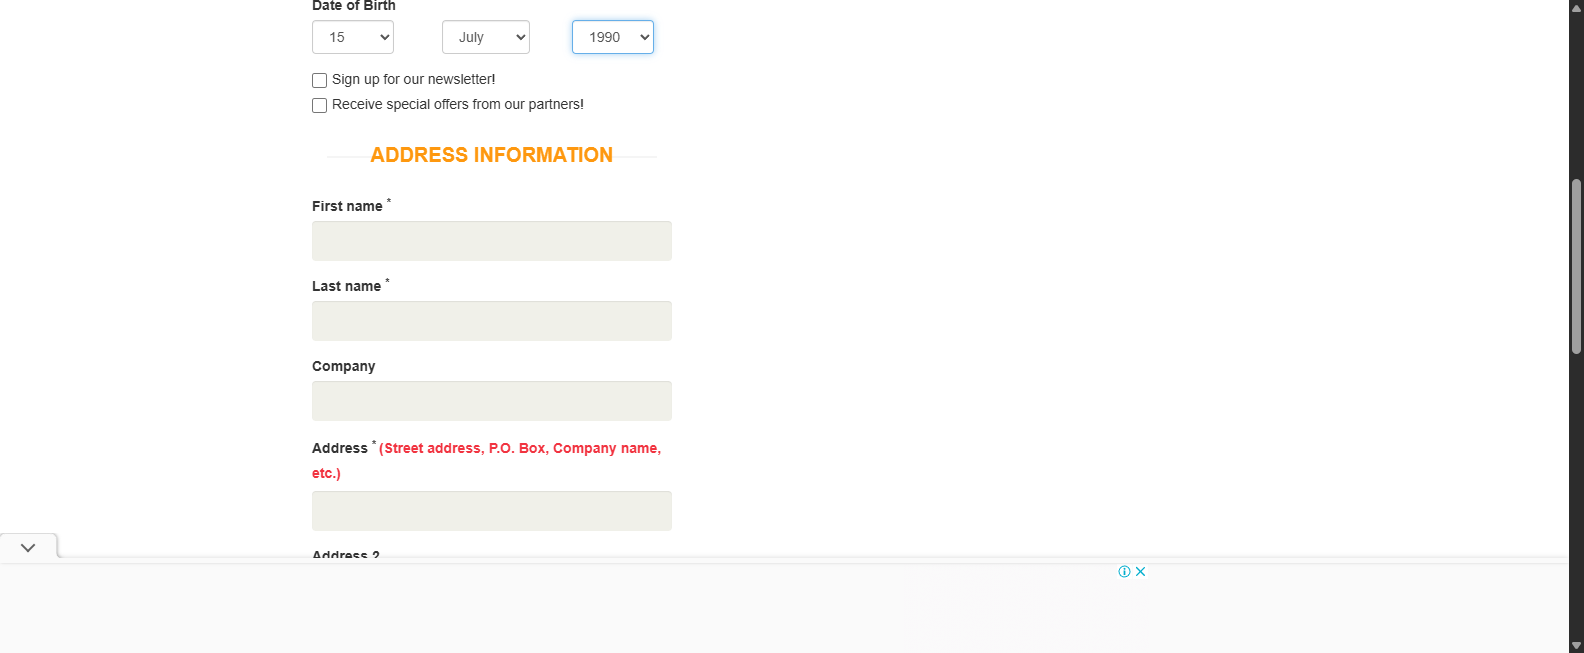 Date of Birth
15 July 1990
Sign up for our newsletter!
Receive special offers from our partners!
ADDRESS INFORMATION
First name *
Last name *
Company
Address * (Street address, P.O. Box, Company name,
etc.)
Address 2